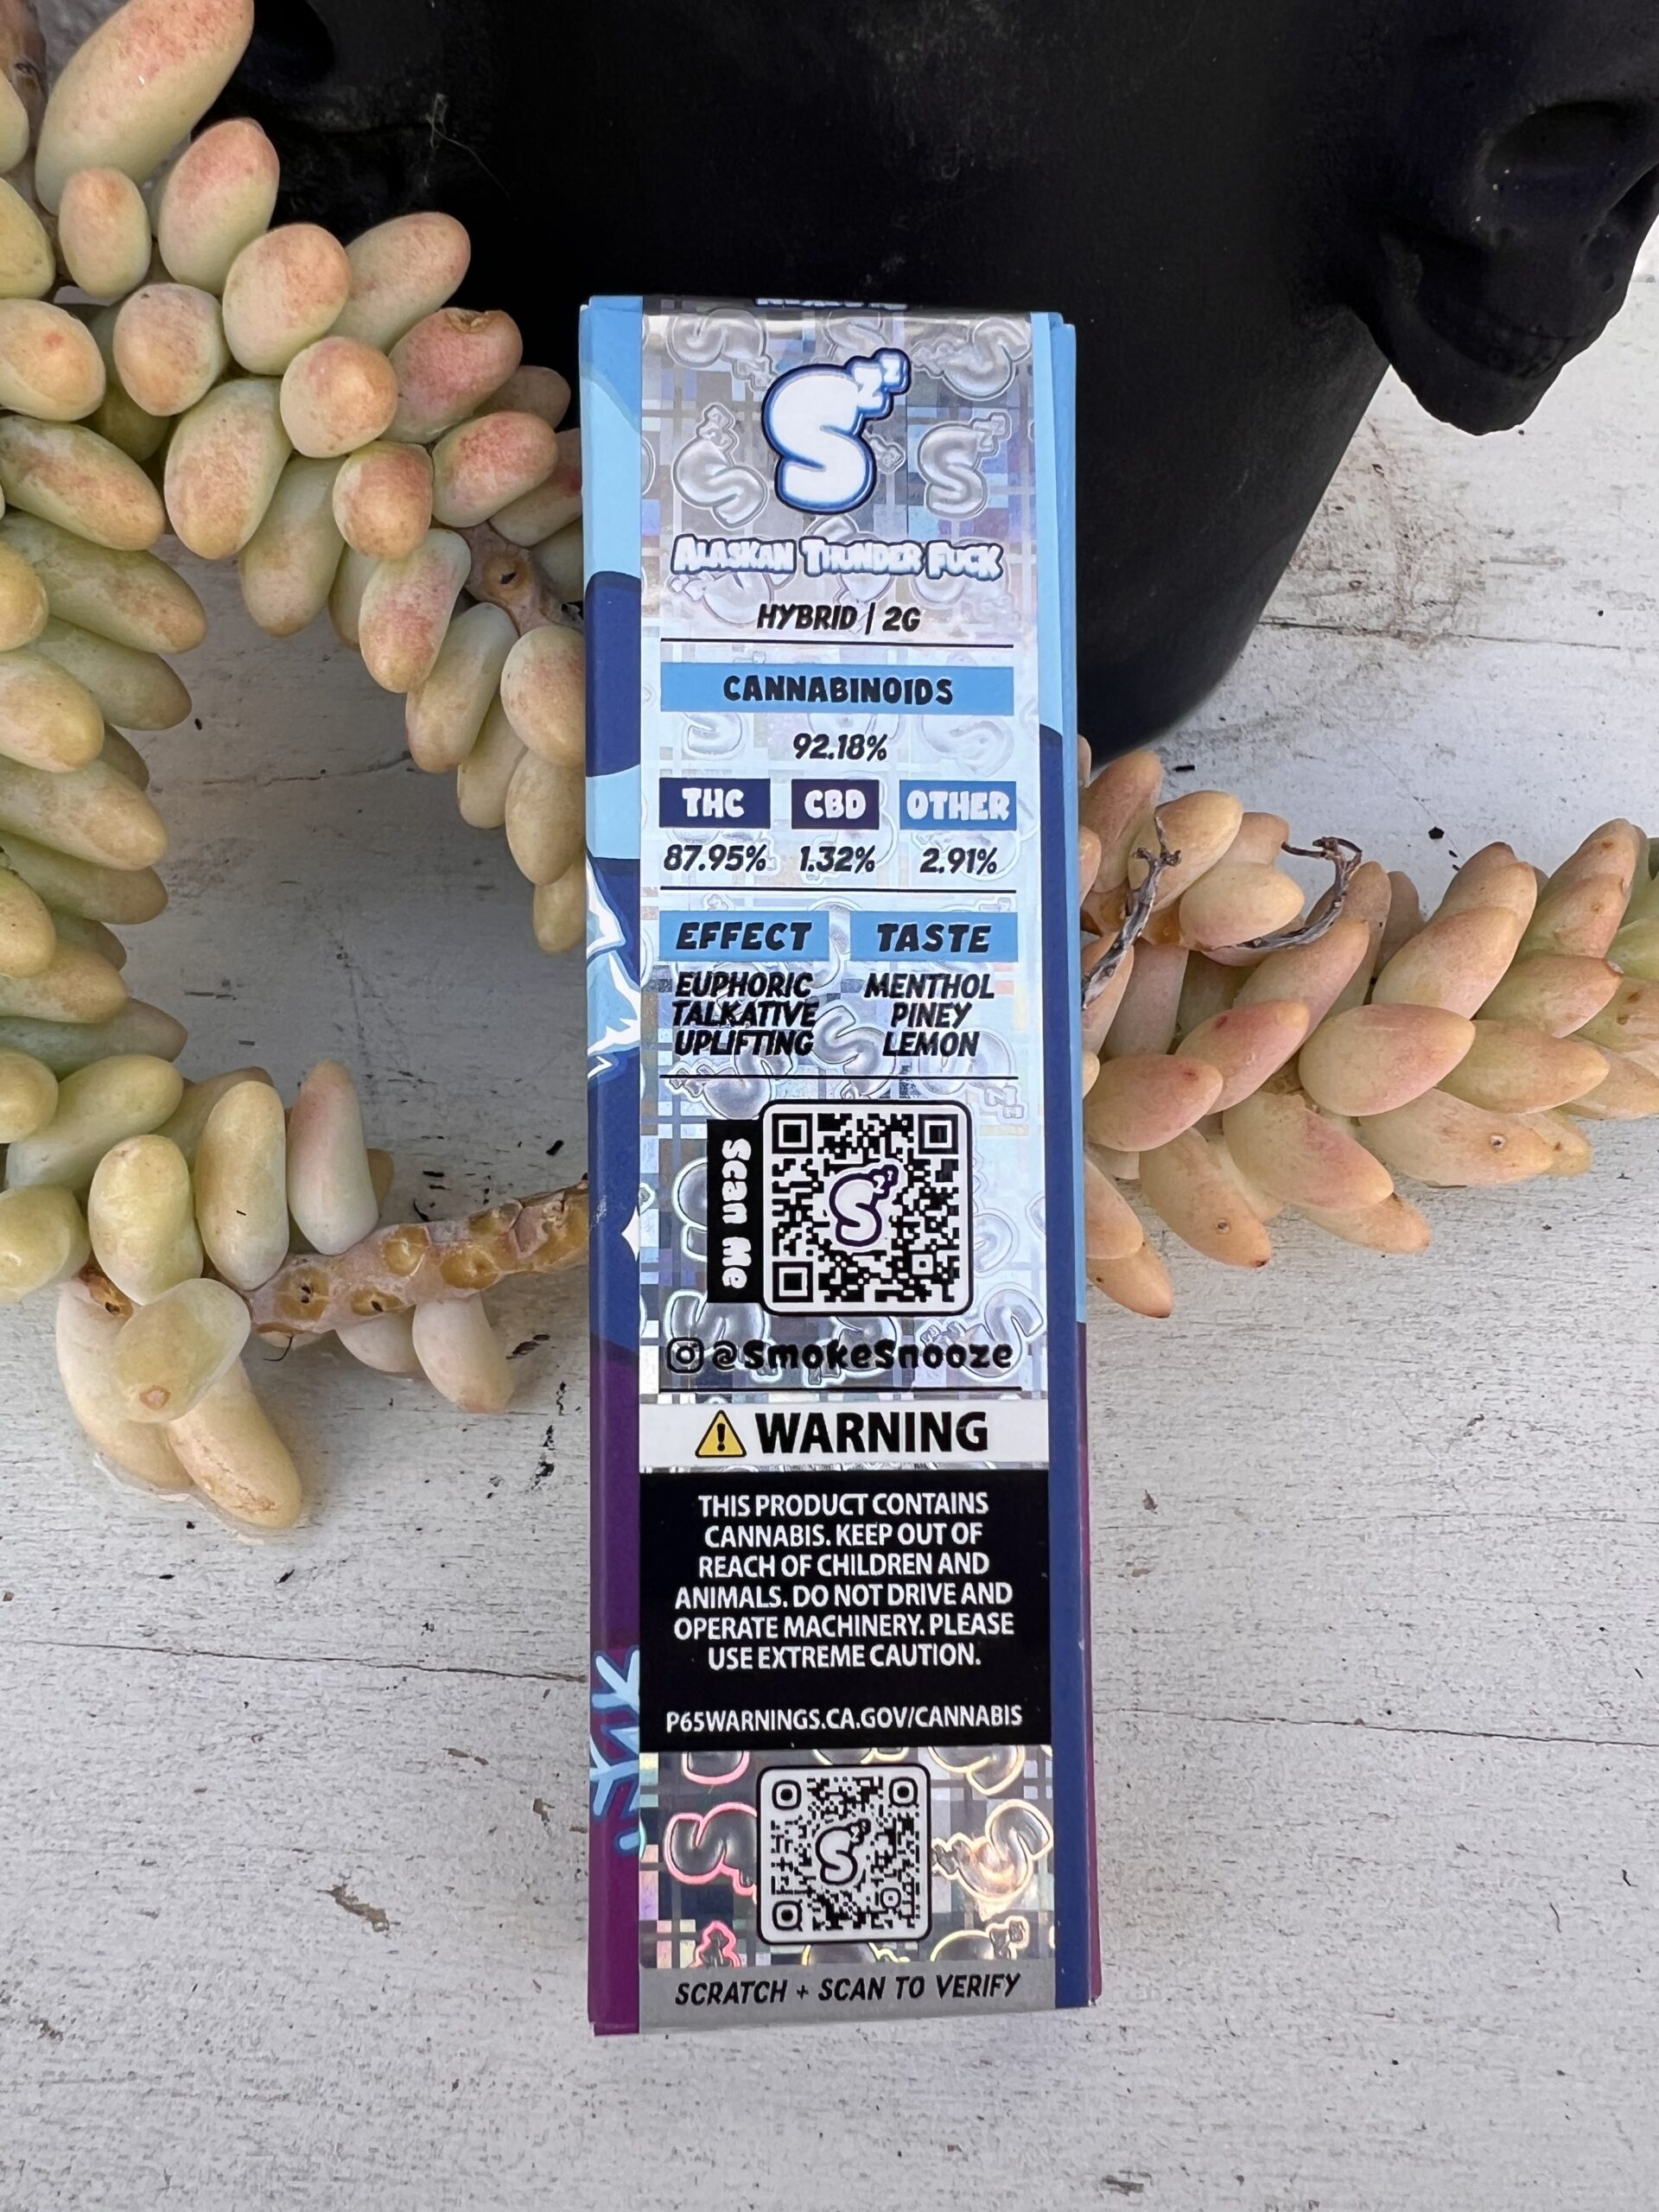 S zzz
ALASKAN THUNDER FUCK
HYBRID | 2G
CANNABINOIDS
92.18%
THC CBD OTHER
87.95% 1.32% 2.91%
EFFECT TASTE
EUPHORIC MENTHOL
TALKATIVE PINEY
UPLIFTING LEMON
Scan Me
@SmokeSnooze
WARNING
THIS PRODUCT CONTAINS
CANNABIS. KEEP OUT OF
REACH OF CHILDREN AND
ANIMALS. DO NOT DRIVE AND
OPERATE MACHINERY. PLEASE
USE EXTREME CAUTION.
P65WARNINGS.CA.GOV/CANNABIS
SCRATCH + SCAN TO VERIFY